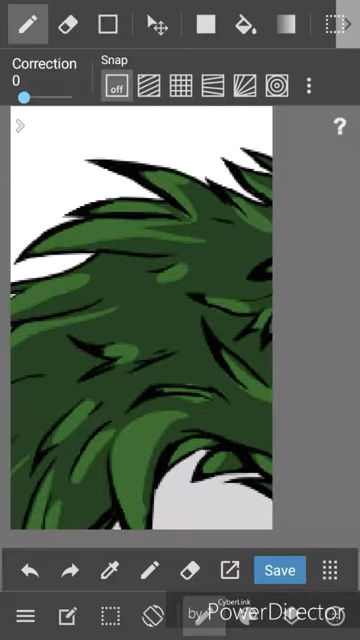 Correction
0
Snap
off
?
Save
CyberLink
by PowerDirector